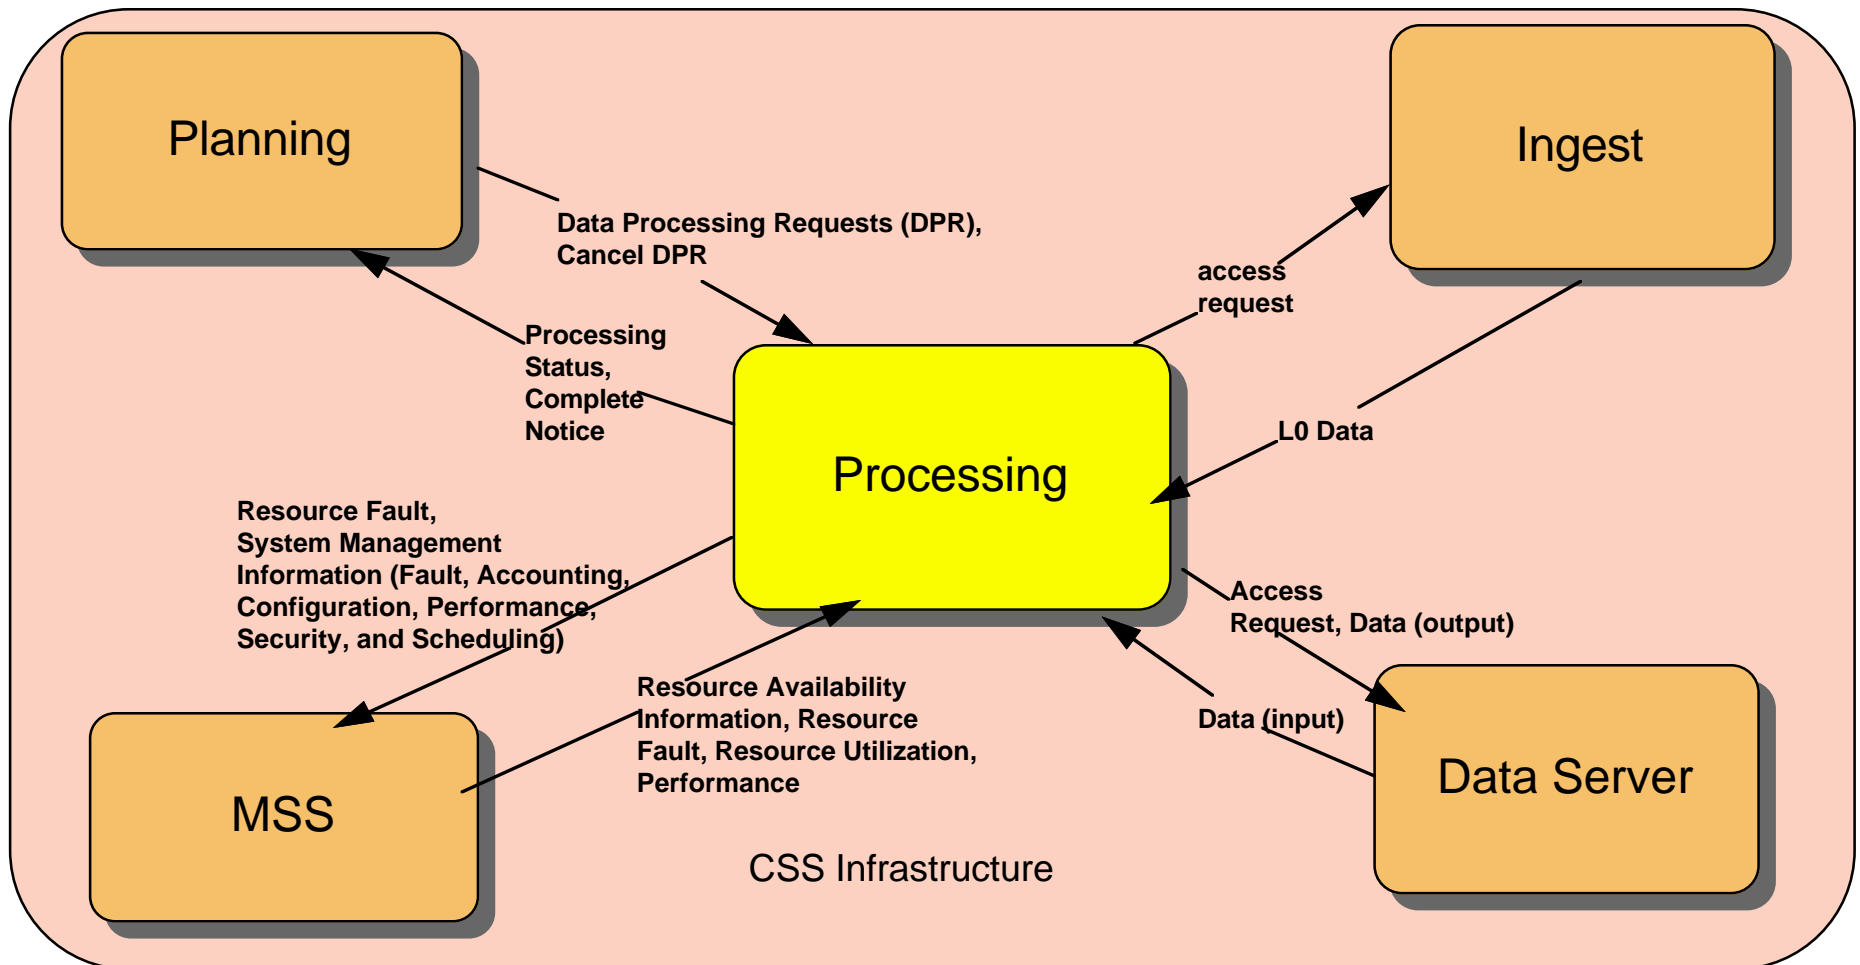 Planning
Ingest
Data Processing Requests (DPR),
Cancel DPR
access
request
Processing
Status,
Complete
Notice
L0 Data
Processing
Resource Fault,
System Management
Information (Fault, Accounting,
Configuration, Performance,
Security, and Scheduling)
Access
Request, Data (output)
Resource Availability
Information, Resource
Fault, Resource Utilization,
Performance
Data (input)
Data Server
MSS
CSS Infrastructure